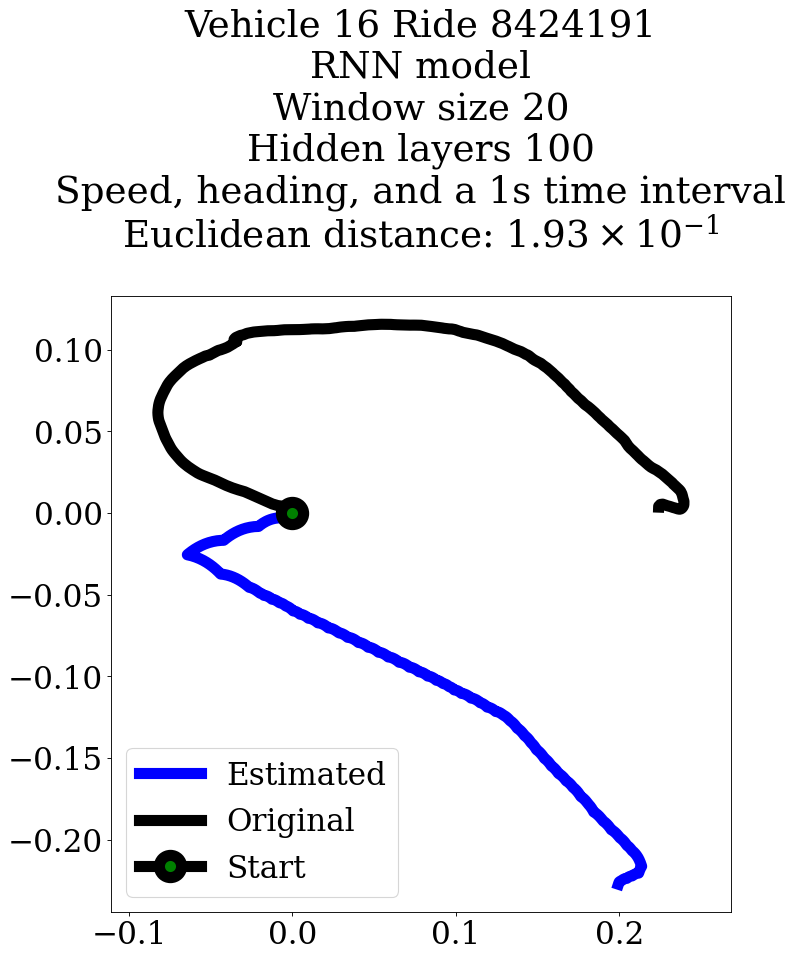 Vehicle 16 Ride 8424191
RNN model
Window size 20
Hidden layers 100
Speed, heading, and a 1s time interval
Euclidean distance: 1.93 × 10⁻¹
0.10
0.05
0.00
−0.05
−0.10
−0.15
−0.20
Estimated
Original
Start
−0.1 0.0 0.1 0.2